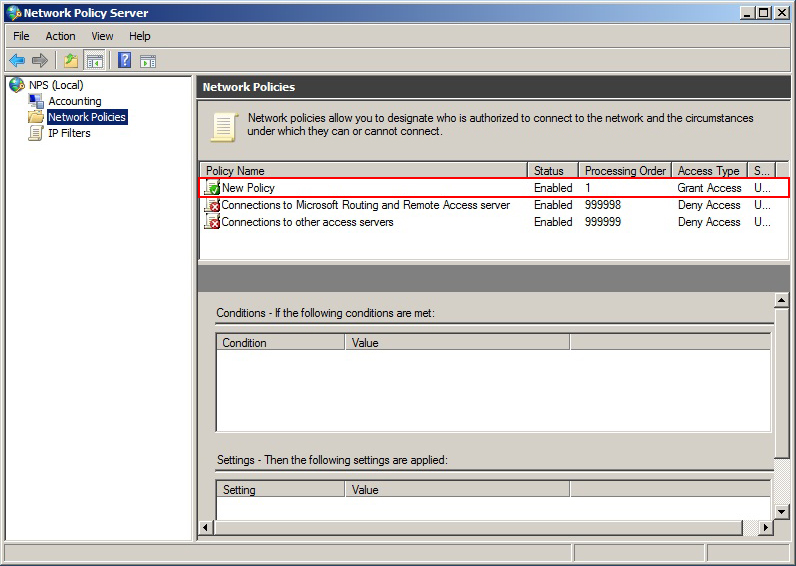 Network Policy Server
File Action View Help
NPS (Local)
Accounting
Network Policies
IP Filters
Network Policies
Network policies allow you to designate who is authorized to connect to the network and the circumstances
under which they can or cannot connect.
Policy Name Status Processing Order Access Type S...
New Policy Enabled 1 Grant Access U...
Connections to Microsoft Routing and Remote Access server Enabled 999998 Deny Access U...
Connections to other access servers Enabled 999999 Deny Access U...
Conditions - If the following conditions are met:
Condition Value
Settings - Then the following settings are applied:
Setting Value